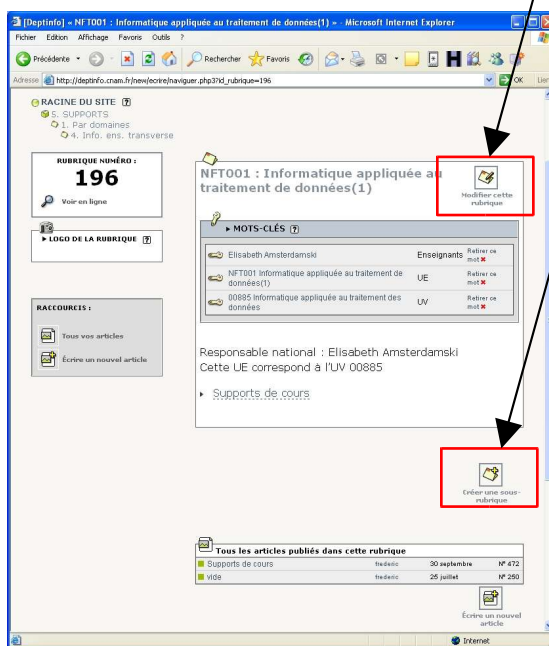 [Deptinfo] « NFT001 : Informatique appliquée au traitement de données(1) » - Microsoft Internet Explorer
Fichier Edition Affichage Favoris Outils ?
Précédente Rechercher Favoris
Adresse http://deptinfo.cnam.fr/new/ecrire/naviguer.php3?id_rubrique=196 OK Lien
RACINE DU SITE ?
5. SUPPORTS
1. Par domaines
4. Info. ens. transverse
RUBRIQUE NUMÉRO :
196
Voir en ligne
LOGO DE LA RUBRIQUE ?
RACCOURCIS :
Tous vos articles
Écrire un nouvel article
NFT001 : Informatique appliquée au
traitement de données(1)
Modifier cette
rubrique
MOTS-CLÉS ?
Elisabeth Amsterdamski Enseignants Retirer ce
mot
NFT001 Informatique appliquée au traitement de
données(1) UE Retirer ce
mot
00885 Informatique appliquée au traitement des
données UV Retirer ce
mot
Responsable national : Elisabeth Amsterdamski
Cette UE correspond à l'UV 00885
Supports de cours
Créer une sous-
rubrique
Tous les articles publiés dans cette rubrique
Supports de cours frederic 30 septembre N° 472
vide frederic 25 juillet N° 250
Écrire un nouvel
article
Internet